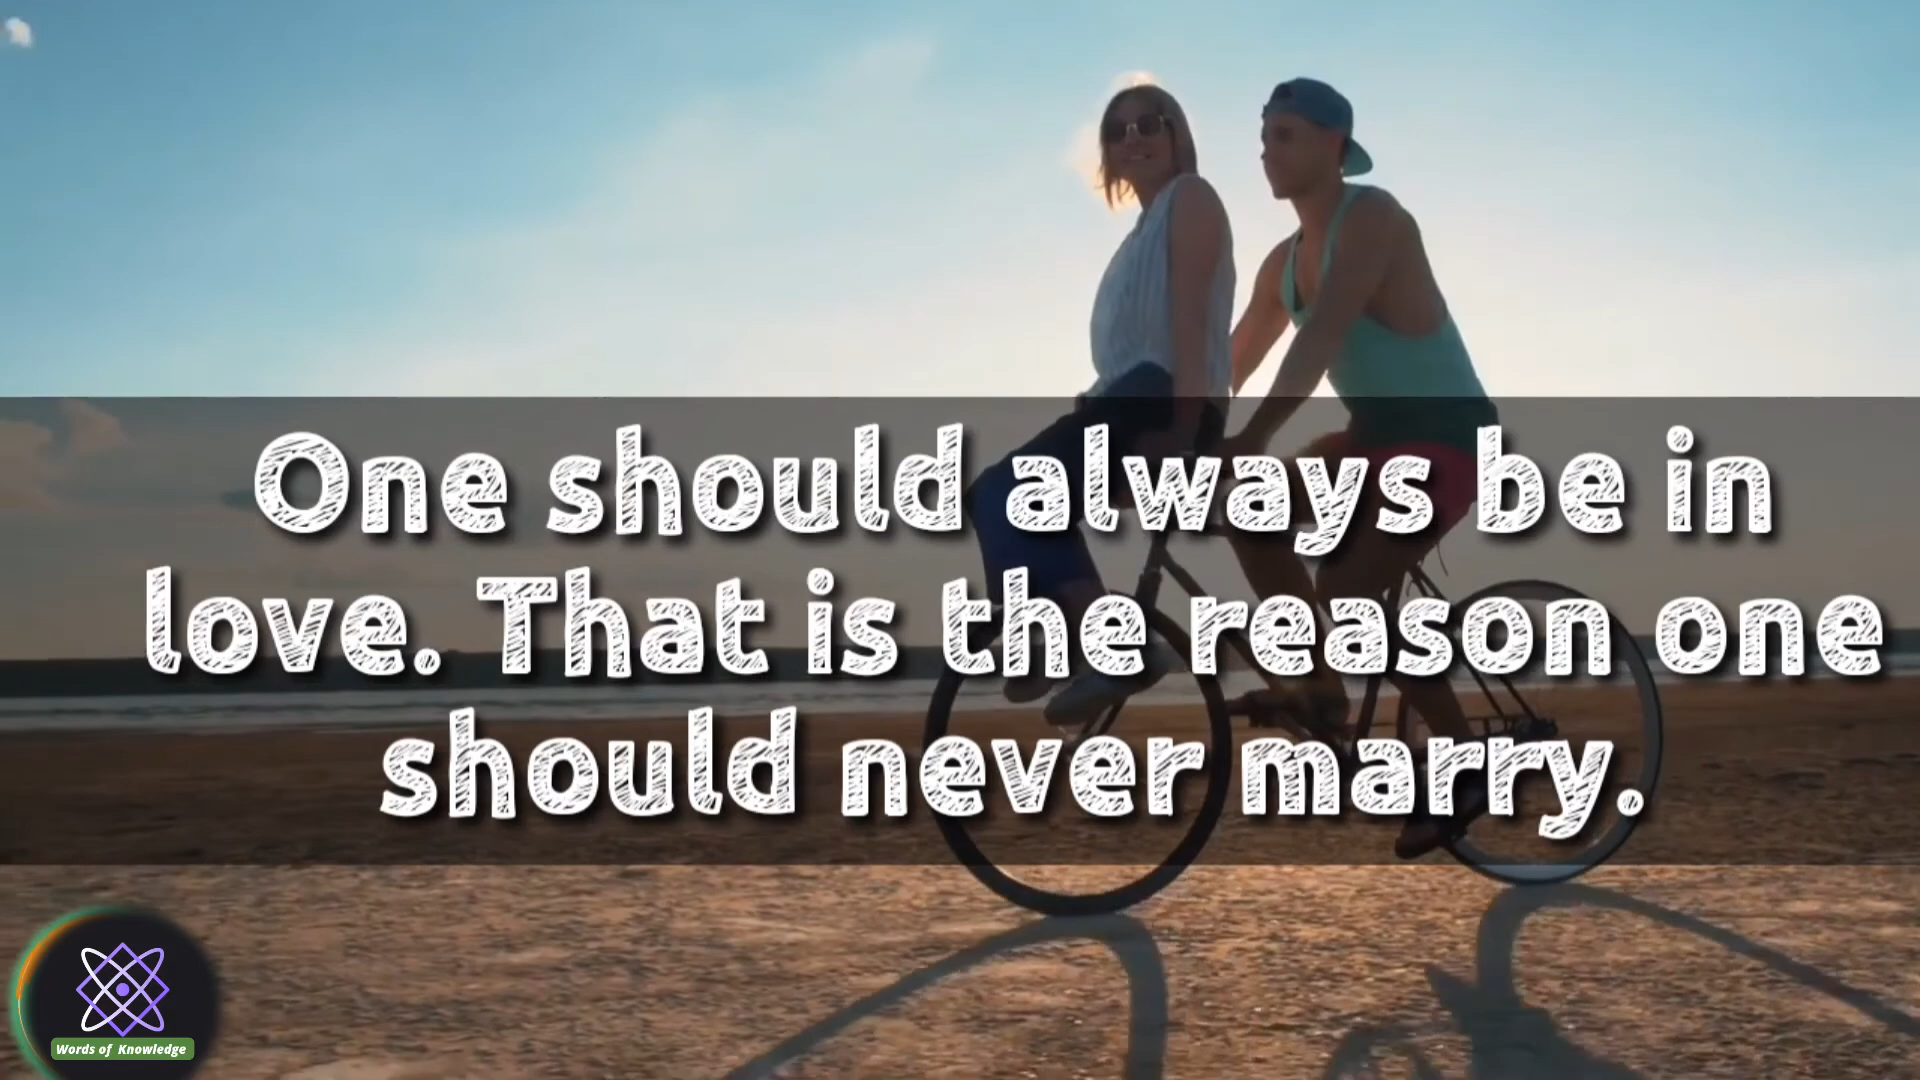 One should always be in
love. That is the reason one
should never marry.
Words of Knowledge